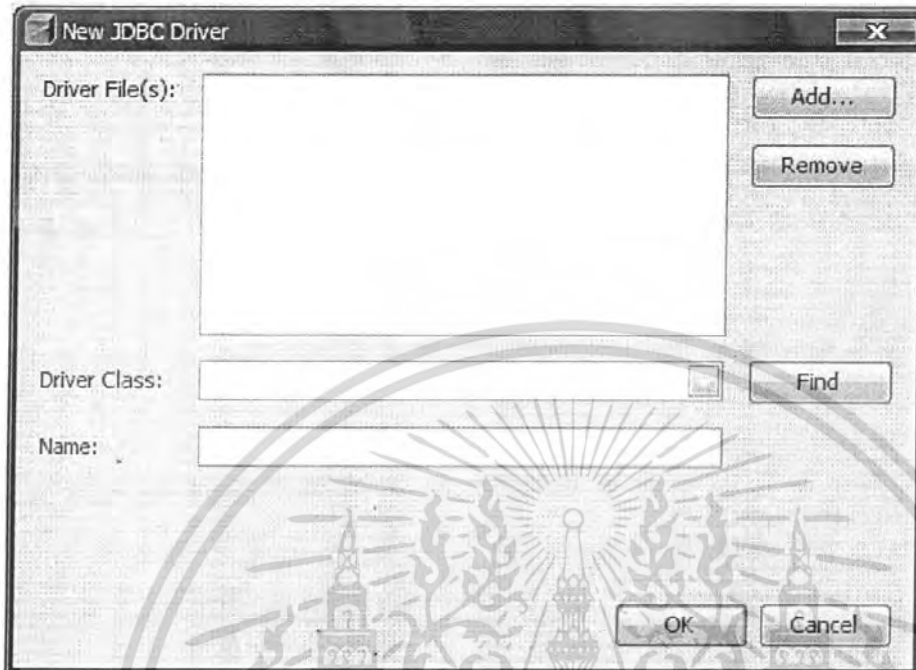 New JDBC Driver
Driver File(s):
Add...
Remove
Driver Class:
Find
Name:
OK
Cancel